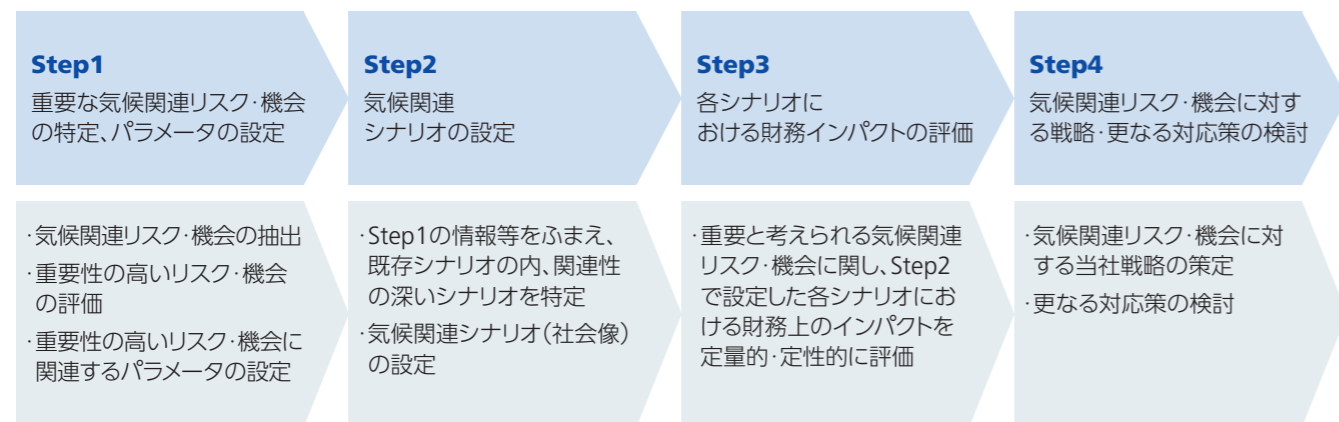 Step1
重要な気候関連リスク・機会
の特定、パラメータの設定
Step2
気候関連
シナリオの設定
Step3
各シナリオに
おける財務インパクトの評価
Step4
気候関連リスク・機会に対す
る戦略・更なる対応策の検討
・気候関連リスク・機会の抽出
・重要性の高いリスク・機会
の評価
・重要性の高いリスク・機会に
関連するパラメータの設定
・Step1の情報等をふまえ、
既存シナリオの内、関連性
の深いシナリオを特定
・気候関連シナリオ（社会像）
の設定
・重要と考えられる気候関連
リスク・機会に関し、Step2
で設定した各シナリオにお
ける財務上のインパクトを
定量的・定性的に評価
・気候関連リスク・機会に対
する当社戦略の策定
・更なる対応策の検討